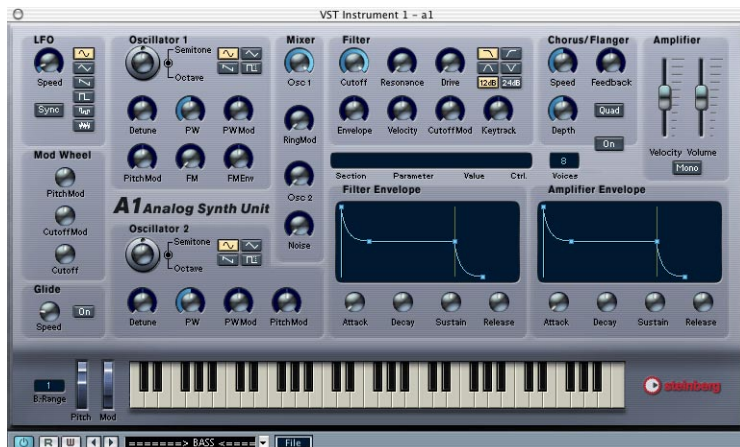 VST Instrument 1 - a1
LFO
Speed
Sync
Oscillator 1
Semitone
Octave
Detune PW PWMod
PitchMod FM FMEnv
Mixer
Osc 1
RingMod
Osc 2
Noise
Filter
Cutoff Resonance Drive
12dB 24dB
Envelope Velocity CutoffMod Keytrack
Chorus/Flanger
Speed Feedback
Depth
Quad
On
Amplifier
Velocity Volume
Mono
Section Parameter Value Ctrl.
8
Voices
Mod Wheel
PitchMod
CutoffMod
Cutoff
Glide
Speed
On
A1 Analog Synth Unit
Oscillator 2
Semitone
Octave
Detune PW PWMod PitchMod
Filter Envelope
Attack Decay Sustain Release
Amplifier Envelope
Attack Decay Sustain Release
1
B.-Range
Pitch Mod
steinberg
R W =======> BASS <==== File